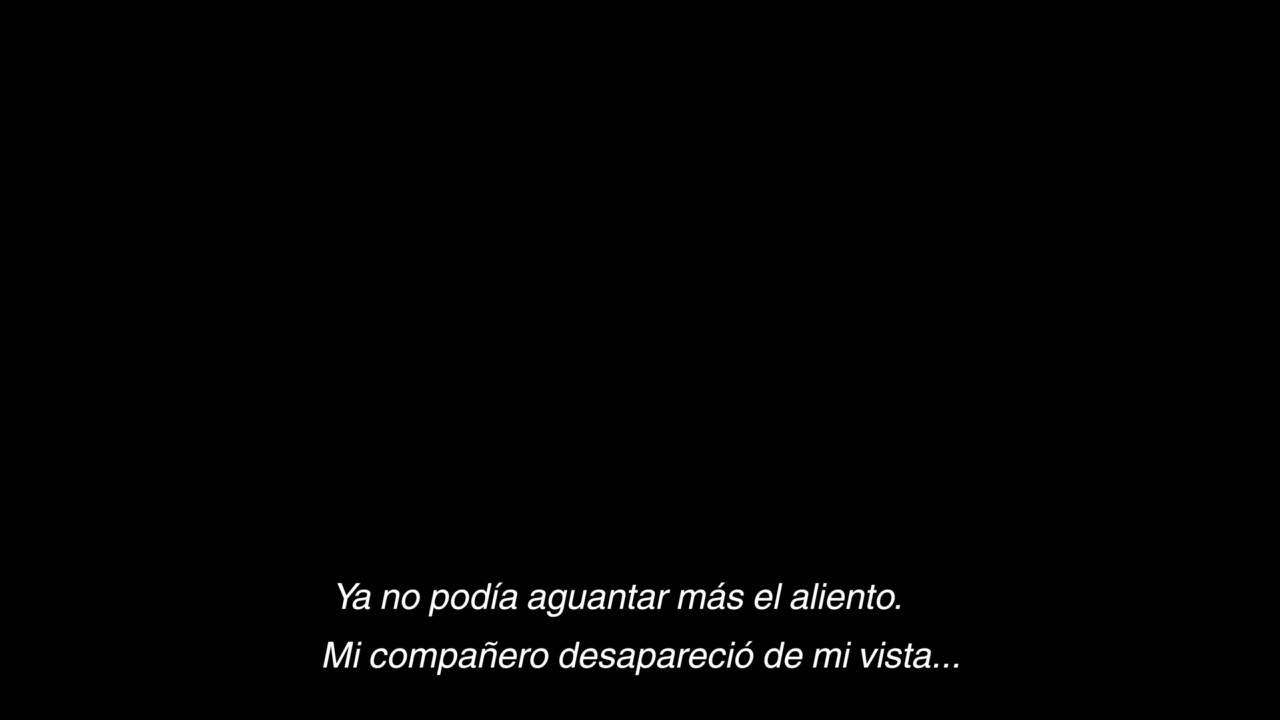 Ya no podía aguantar más el aliento.
Mi compañero desapareció de mi vista...